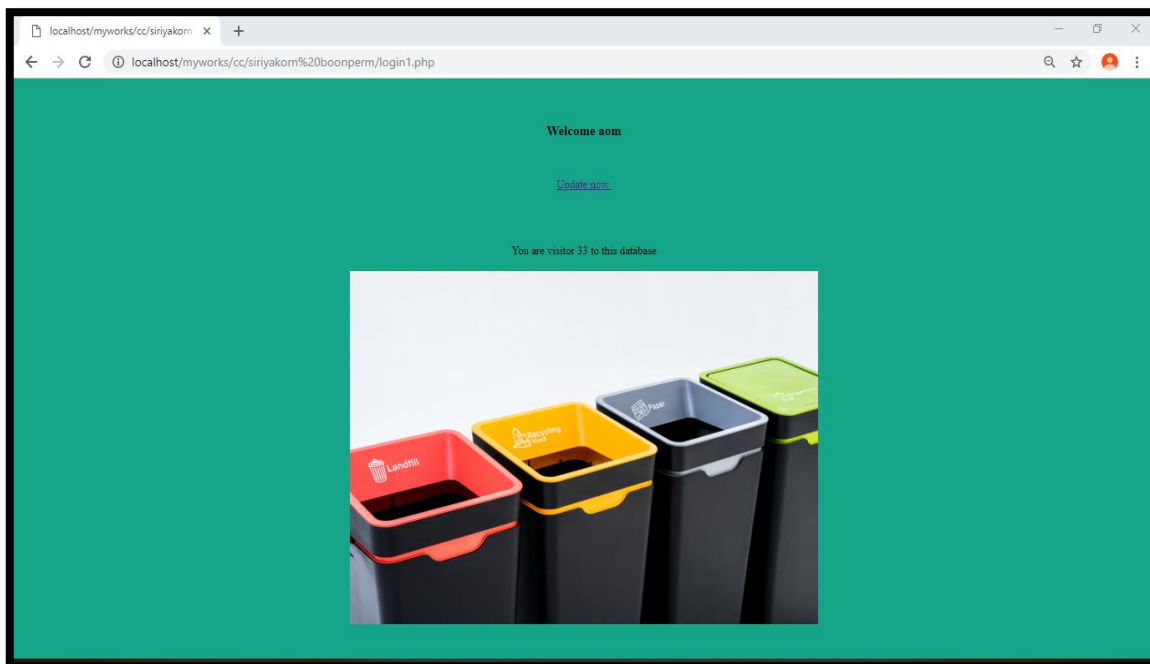 localhost/myworks/cc/siriyakorn
localhost/myworks/cc/siriyakorn%20boonperm/login1.php
Welcome aom
Update now
You are visitor 33 to this database
Paper
Recycling
Mixed
Landfill